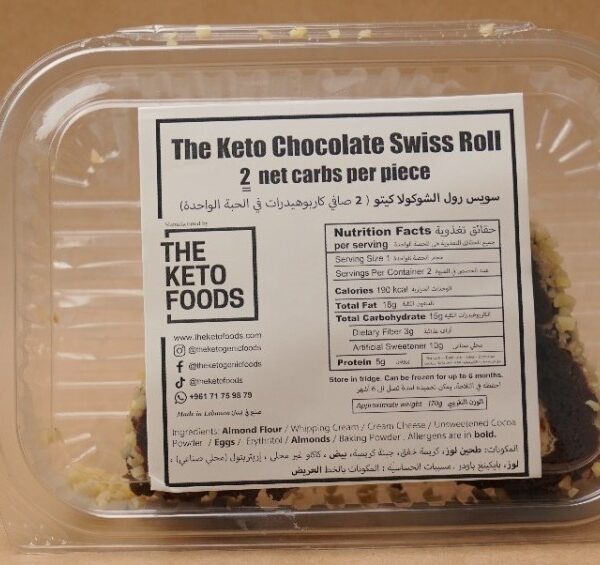 The Keto Chocolate Swiss Roll
2 net carbs per piece
سويس رول الشوكولا كيتو ( 2 صافي كاربوهيدرات في الحبة الواحدة)
THE
KETO
FOODS
www.theketofoods.com
@theketogenicfoods
@theketogenicfoods
@theketofoods
+961 71 75 98 79
Made in Lebanon صنع في لبنان
Nutrition Facts حقائق تغذوية
per serving
Serving Size 1
Servings Per Container 2
Calories 190 kcal
Total Fat 18g
Total Carbohydrate 15g
Dietary Fiber 3g
Artificial Sweetener 10g
Protein 5g
Store in fridge. Can be frozen for up to 6 months.
Approximate weight 170g
Ingredients: Almond Flour / Whipping Cream / Cream Cheese / Unsweetened Cocoa
Powder / Eggs / Erythritol / Almonds / Baking Powder. Allergens are in bold.
المكونات: طحين لوز، كريمة خفق، جبنة كريمية، بيض ، كاكاو غير محلى ،
لوز، بايكينغ باودر. مسببات الحساسية : المكونات بالخط العريض